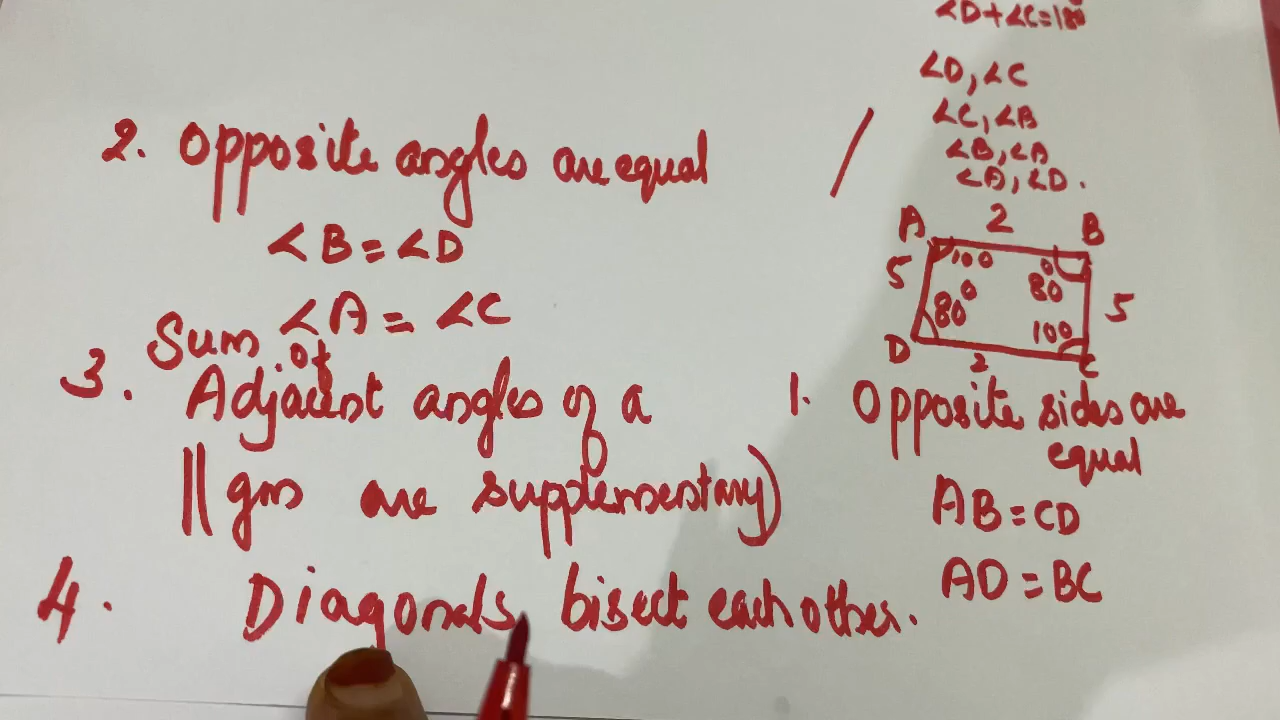 ∠D+∠C=180°
∠D, ∠C
∠C, ∠B
∠B, ∠A
∠A, ∠D.
2. Opposite angles are equal
∠B = ∠D
∠A = ∠C
A 2 B
5 100 80° 5
80° 100
D 2 C
Sum of
3. Adjacent angles of a
||gms are supplementary)
1. Opposite sides are
equal
AB = CD
AD = BC
4. Diagonals bisect each other.